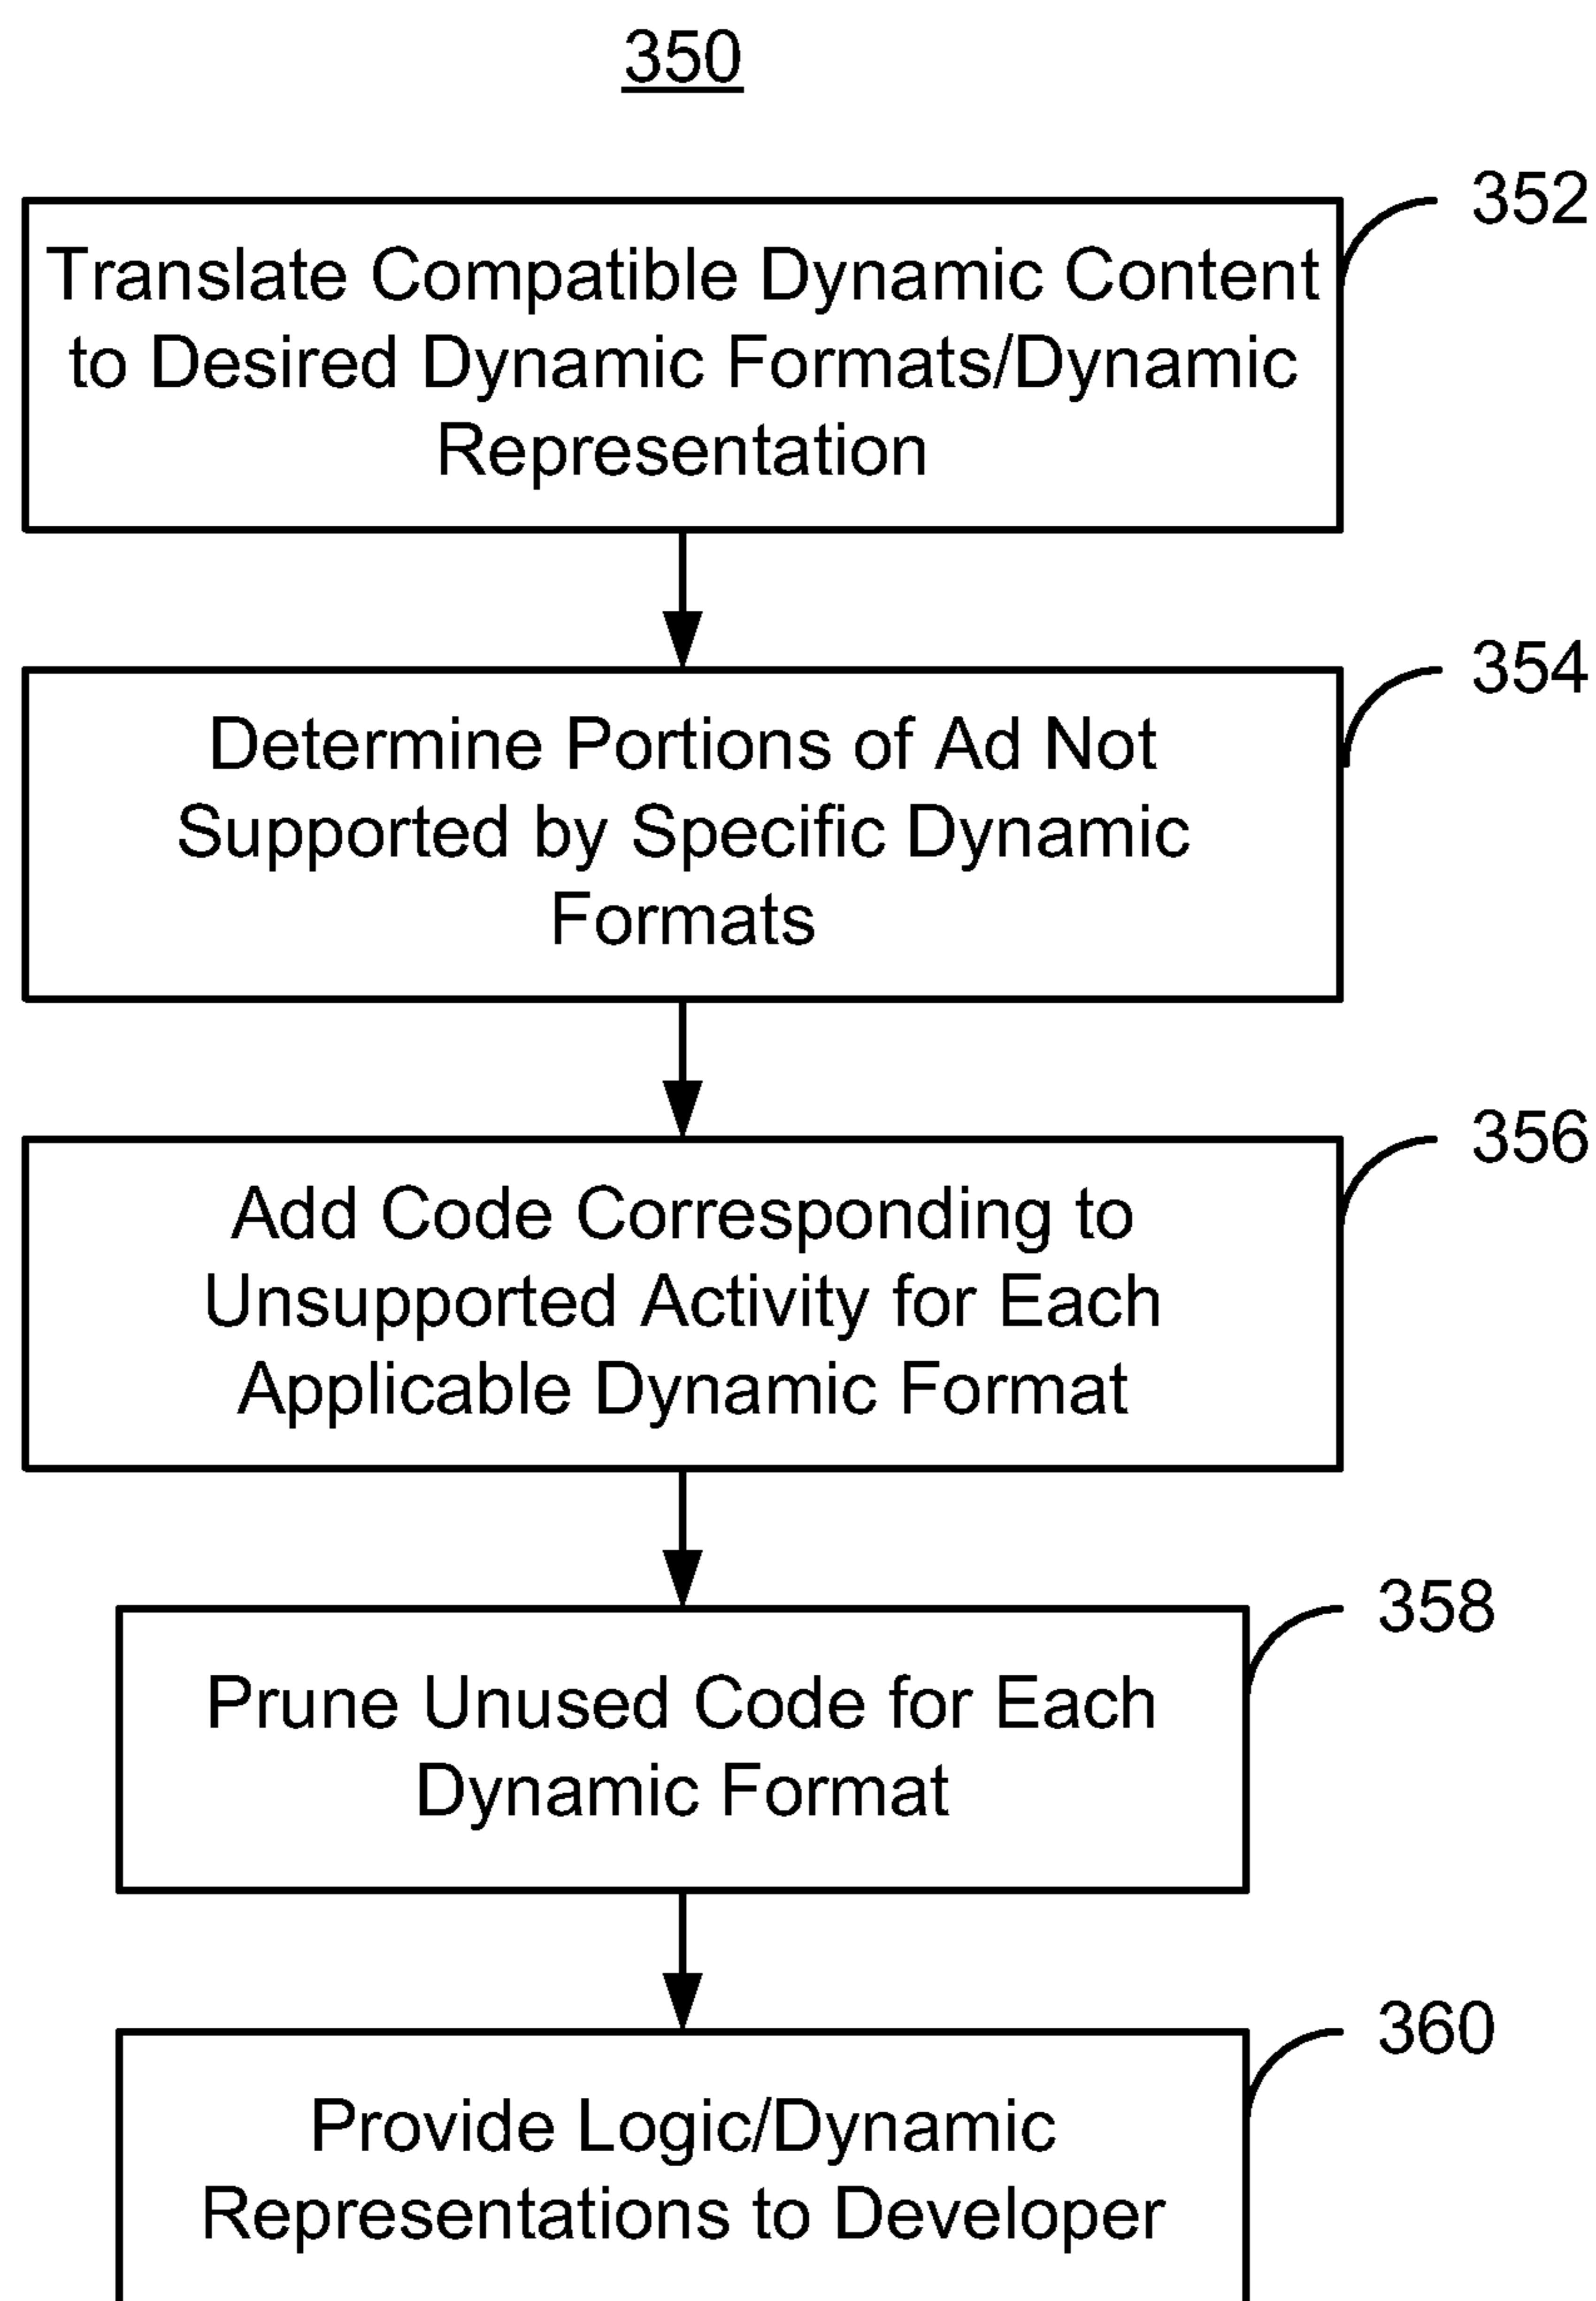 350
352
Translate Compatible Dynamic Content
to Desired Dynamic Formats/Dynamic
Representation
354
Determine Portions of Ad Not
Supported by Specific Dynamic
Formats
356
Add Code Corresponding to
Unsupported Activity for Each
Applicable Dynamic Format
358
Prune Unused Code for Each
Dynamic Format
360
Provide Logic/Dynamic
Representations to Developer